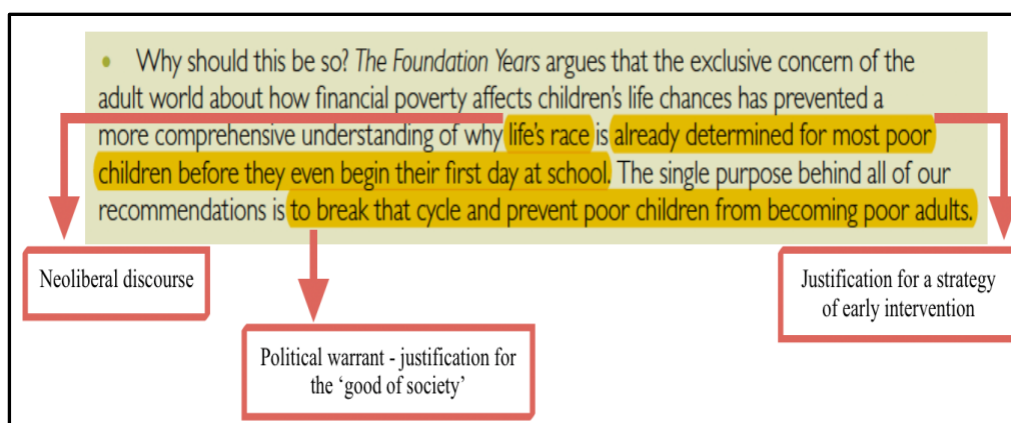 • Why should this be so? The Foundation Years argues that the exclusive concern of the
adult world about how financial poverty affects children's life chances has prevented a
more comprehensive understanding of why life's race is already determined for most poor
children before they even begin their first day at school. The single purpose behind all of our
recommendations is to break that cycle and prevent poor children from becoming poor adults.
Neoliberal discourse
Justification for a strategy
of early intervention
Political warrant - justification for
the ‘good of society’